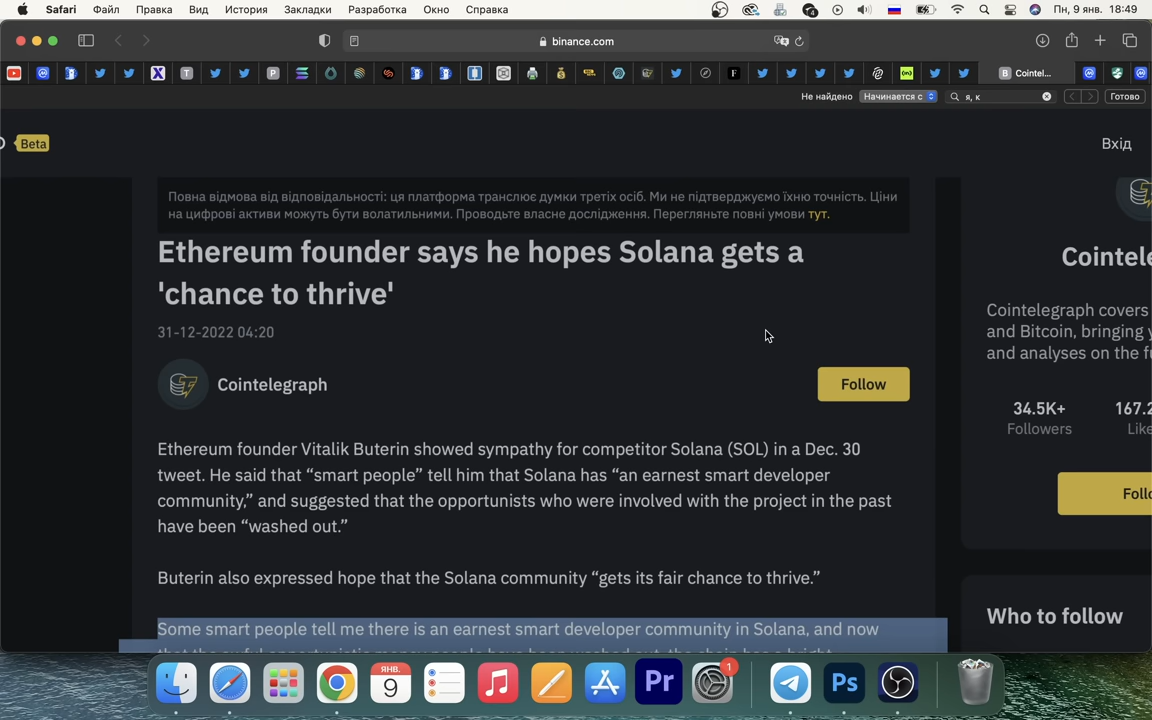 Safari Файл Правка Вид История Закладки Разработка Окно Справка Пн, 9 янв. 18:49
binance.com
Cointel...
Не найдено Начинается с я, к Готово
Beta Вхід
Повна відмова від відповідальності: ця платформа транслює думки третіх осіб. Ми не підтверджуємо їхню точність. Ціни
на цифрові активи можуть бути волатильними. Проводьте власне дослідження. Перегляньте повні умови тут.
Ethereum founder says he hopes Solana gets a
'chance to thrive'
31-12-2022 04:20
Cointelegraph
Follow
Ethereum founder Vitalik Buterin showed sympathy for competitor Solana (SOL) in a Dec. 30
tweet. He said that “smart people” tell him that Solana has “an earnest smart developer
community,” and suggested that the opportunists who were involved with the project in the past
have been “washed out.”
Buterin also expressed hope that the Solana community “gets its fair chance to thrive.”
Some smart people tell me there is an earnest smart developer community in Solana, and now
Cointele
Cointelegraph covers
and Bitcoin, bringing
and analyses on the fu
34.5K+ 167.2
Followers Like
Follo
Who to follow
ЯНВ.
9
Pr
1
Ps